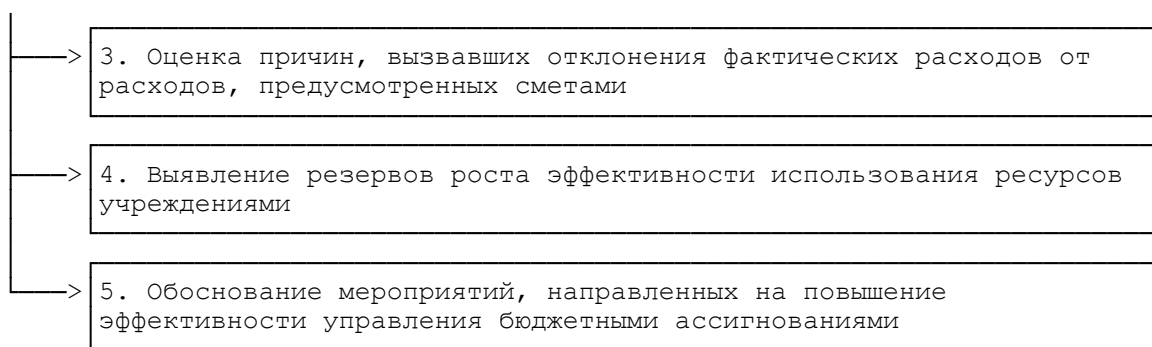 3. Оценка причин, вызвавших отклонения фактических расходов от
расходов, предусмотренных сметами
4. Выявление резервов роста эффективности использования ресурсов
учреждениями
5. Обоснование мероприятий, направленных на повышение
эффективности управления бюджетными ассигнованиями